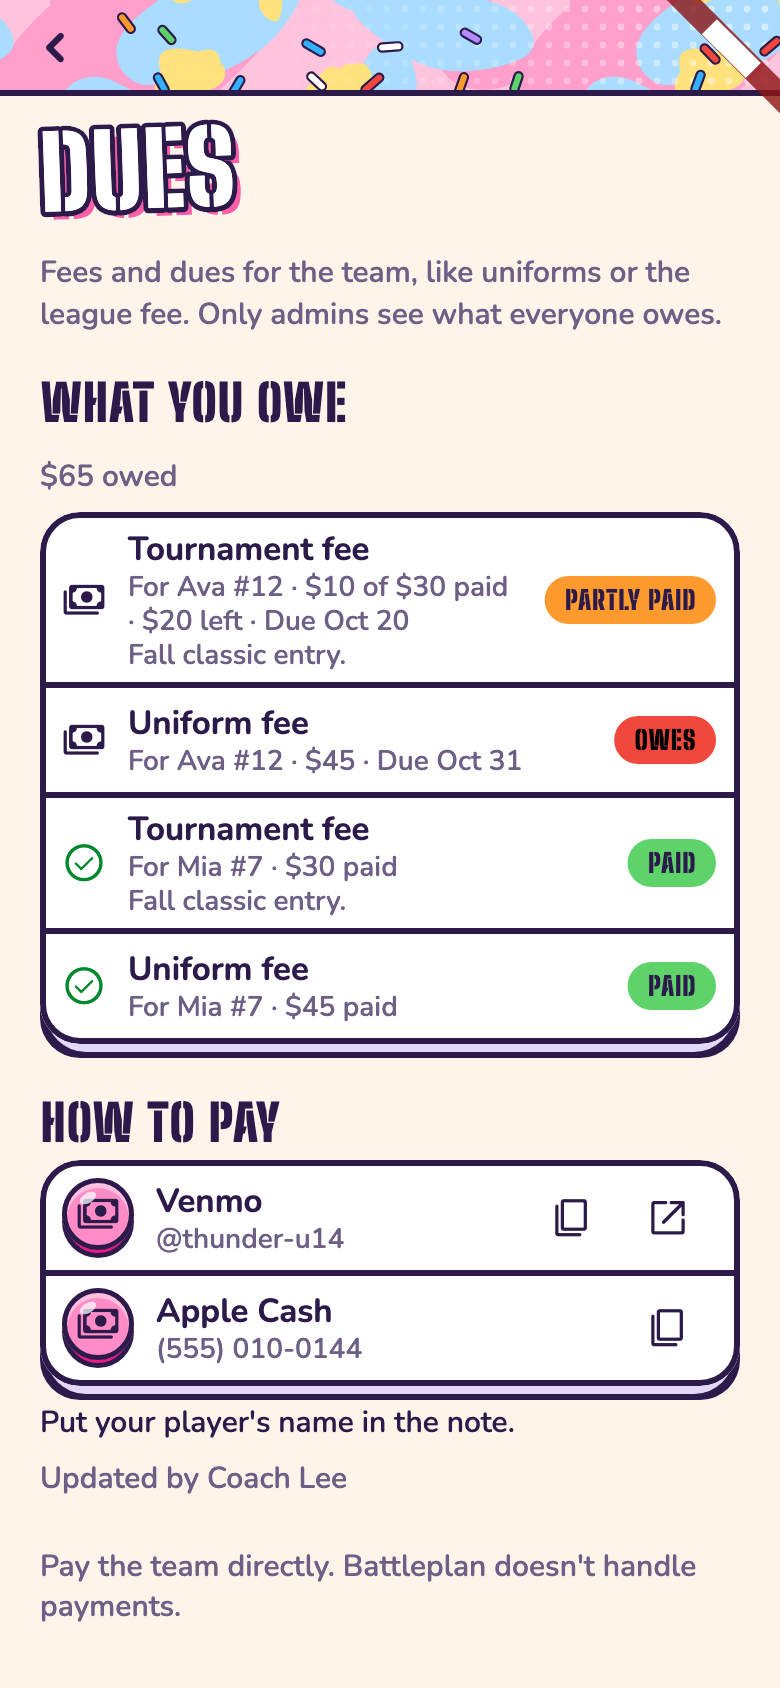 DUES
Fees and dues for the team, like uniforms or the
league fee. Only admins see what everyone owes.
WHAT YOU OWE
$65 owed
Tournament fee
For Ava #12 · $10 of $30 paid
· $20 left · Due Oct 20
Fall classic entry.
PARTLY PAID
Uniform fee
For Ava #12 · $45 · Due Oct 31
OWES
Tournament fee
For Mia #7 · $30 paid
Fall classic entry.
PAID
Uniform fee
For Mia #7 · $45 paid
PAID
HOW TO PAY
Venmo
@thunder-u14
Apple Cash
(555) 010-0144
Put your player's name in the note.
Updated by Coach Lee
Pay the team directly. Battleplan doesn't handle
payments.